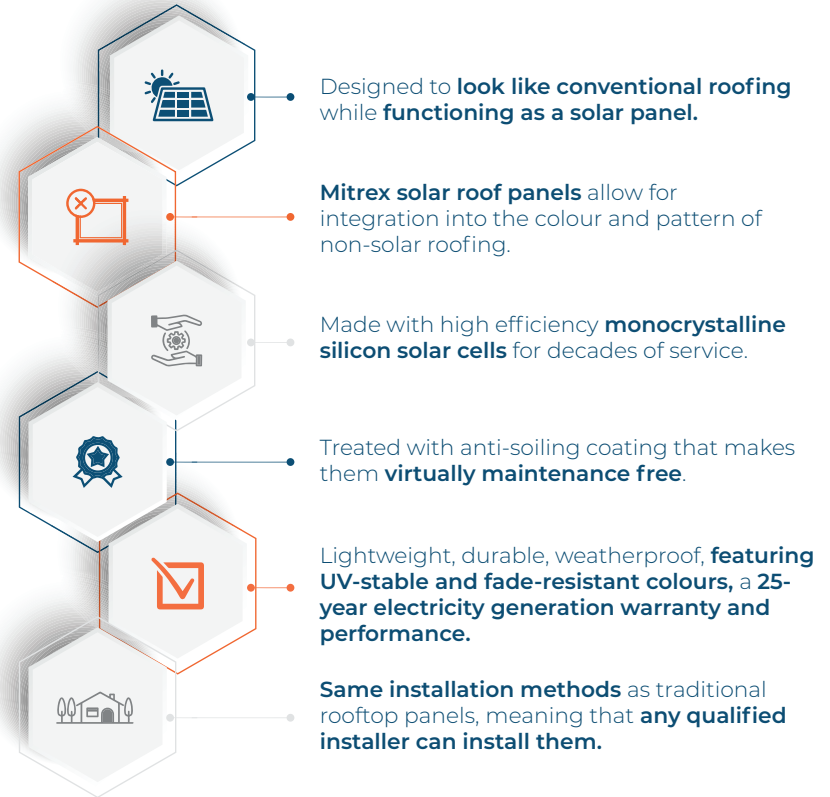 Designed to look like conventional roofing
while functioning as a solar panel.
Mitrex solar roof panels allow for
integration into the colour and pattern of
non-solar roofing.
Made with high efficiency monocrystalline
silicon solar cells for decades of service.
Treated with anti-soiling coating that makes
them virtually maintenance free.
Lightweight, durable, weatherproof, featuring
UV-stable and fade-resistant colours, a 25-
year electricity generation warranty and
performance.
Same installation methods as traditional
rooftop panels, meaning that any qualified
installer can install them.